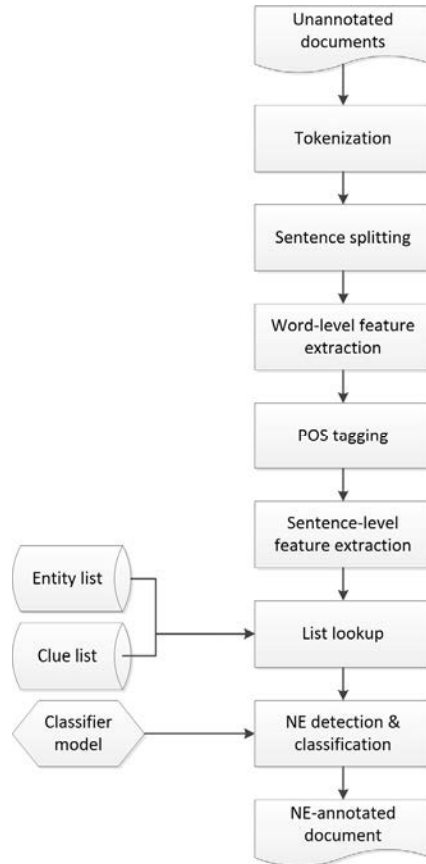 Unannotated
documents
Tokenization
Sentence splitting
Word-level feature
extraction
POS tagging
Sentence-level
feature extraction
Entity list
Clue list
List lookup
Classifier
model
NE detection &
classification
NE-annotated
document